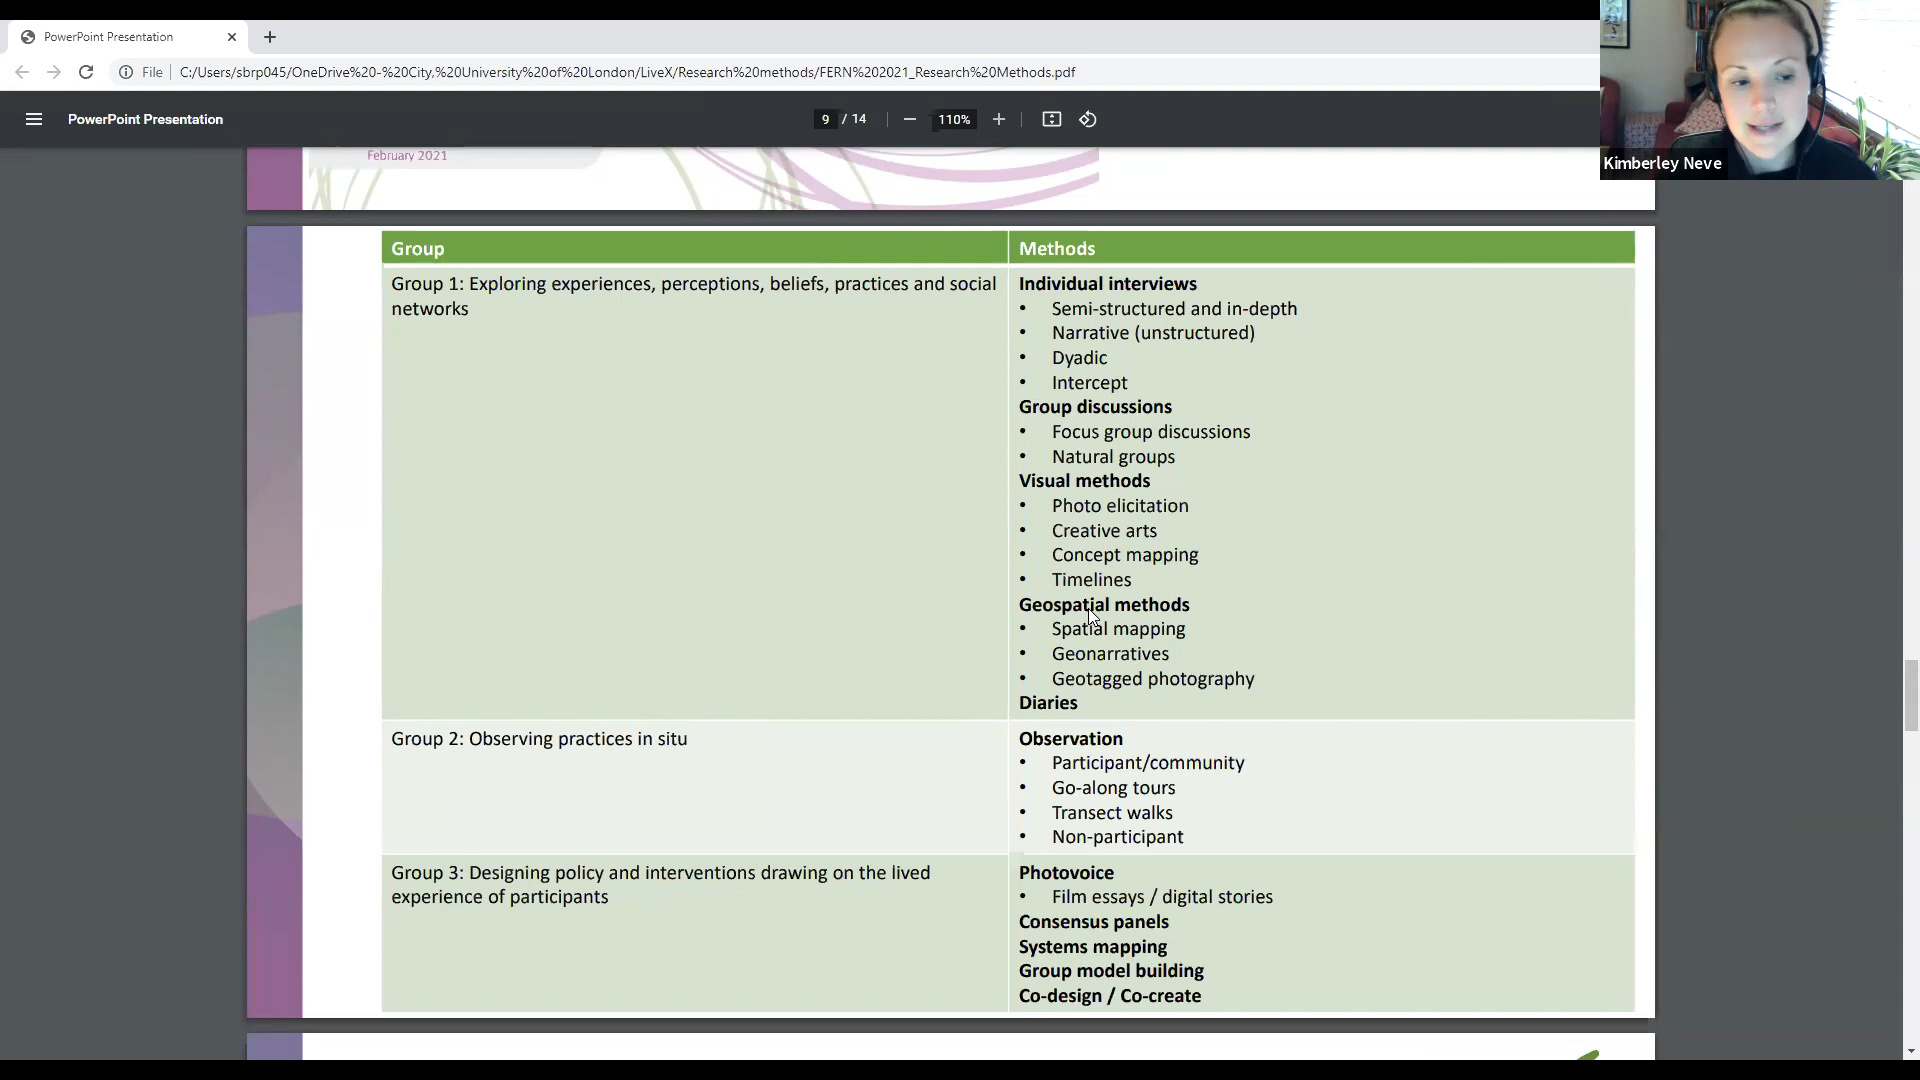 PowerPoint Presentation
File
C:/Users/sbrp045/OneDrive%20-%20City,%20University%20of%20London/LiveX/Research%20methods/FERN%202021_Research%20Methods.pdf
PowerPoint Presentation
9 / 14
110%
Kimberley Neve
February 2021
Group
Methods
Group 1: Exploring experiences, perceptions, beliefs, practices and social
networks
Individual interviews
• Semi-structured and in-depth
• Narrative (unstructured)
• Dyadic
• Intercept
Group discussions
• Focus group discussions
• Natural groups
Visual methods
• Photo elicitation
• Creative arts
• Concept mapping
• Timelines
Geospatial methods
• Spatial mapping
• Geonarratives
• Geotagged photography
Diaries
Group 2: Observing practices in situ
Observation
• Participant/community
• Go-along tours
• Transect walks
• Non-participant
Group 3: Designing policy and interventions drawing on the lived
experience of participants
Photovoice
• Film essays / digital stories
Consensus panels
Systems mapping
Group model building
Co-design / Co-create